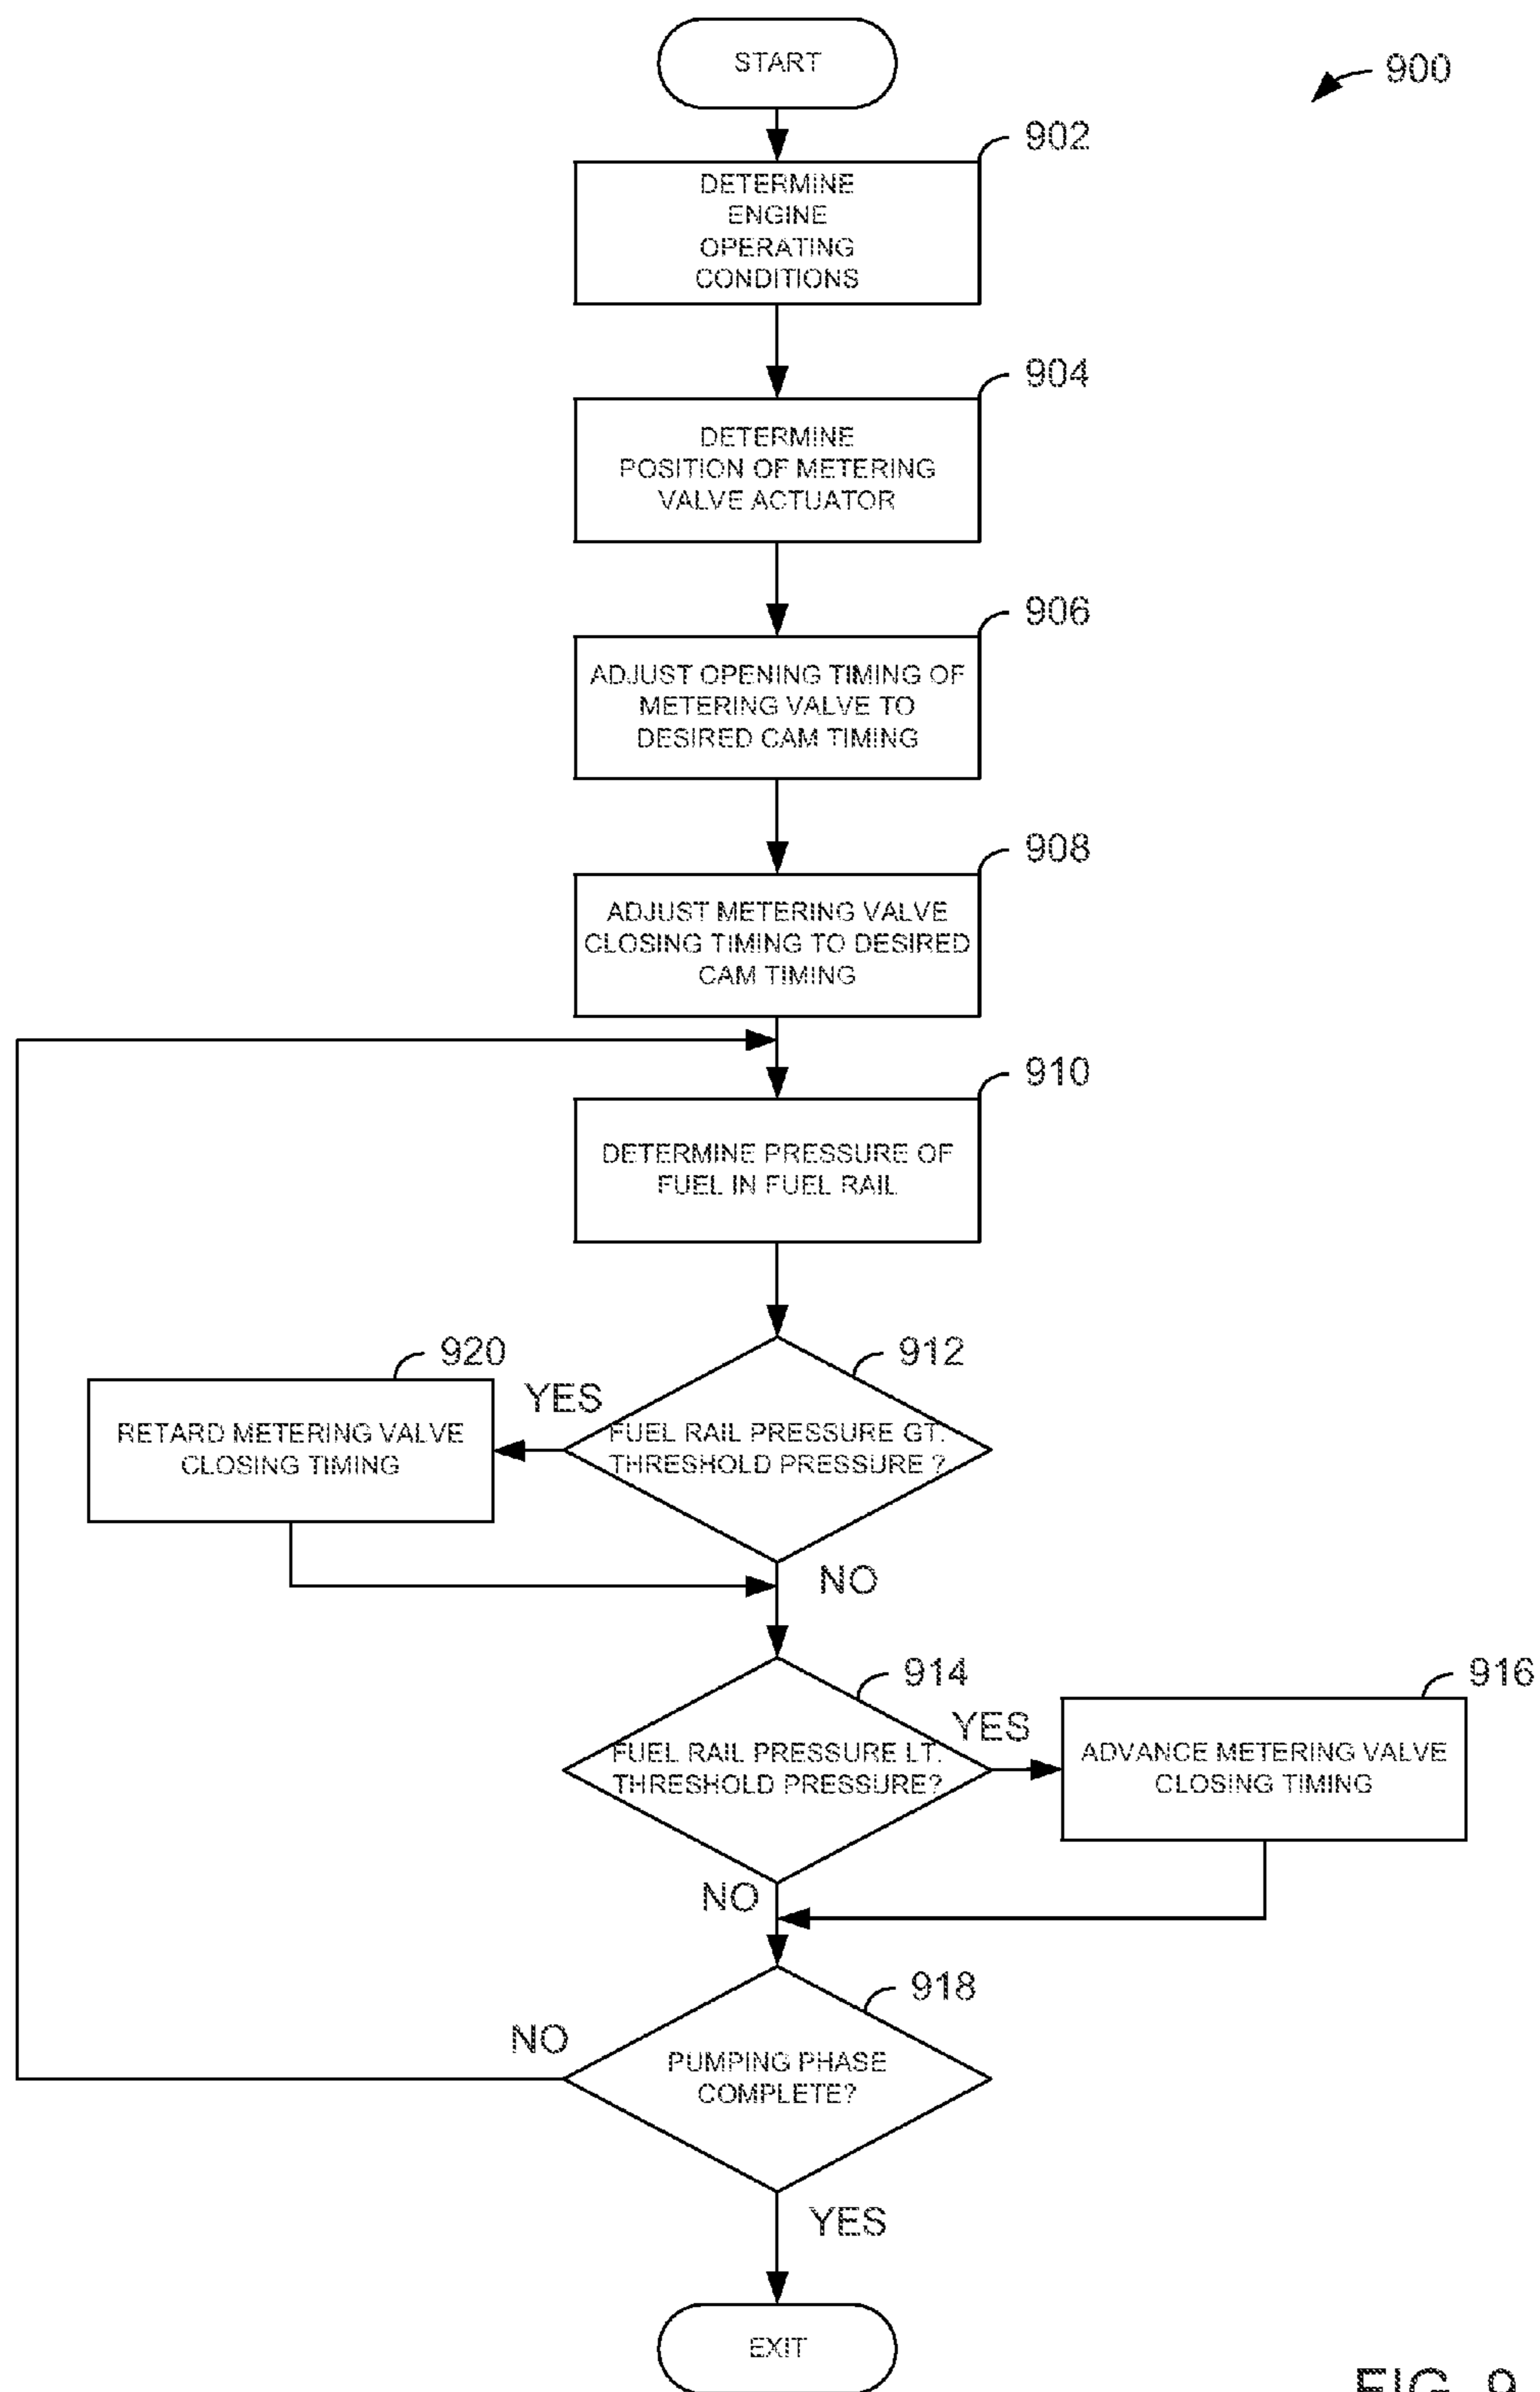 START
900
902
DETERMINE
ENGINE
OPERATING
CONDITIONS
904
DETERMINE
POSITION OF METERING
VALVE ACTUATOR
906
ADJUST OPENING TIMING OF
METERING VALVE TO
DESIRED CAM TIMING
908
ADJUST METERING VALVE
CLOSING TIMING TO DESIRED
CAM TIMING
910
DETERMINE PRESSURE OF
FUEL IN FUEL RAIL
920
RETARD METERING VALVE
CLOSING TIMING
YES
912
FUEL RAIL PRESSURE GT.
THRESHOLD PRESSURE ?
NO
914
FUEL RAIL PRESSURE LT.
THRESHOLD PRESSURE?
YES
916
ADVANCE METERING VALVE
CLOSING TIMING
NO
918
NO
PUMPING PHASE
COMPLETE?
YES
EXIT
FIG. 9